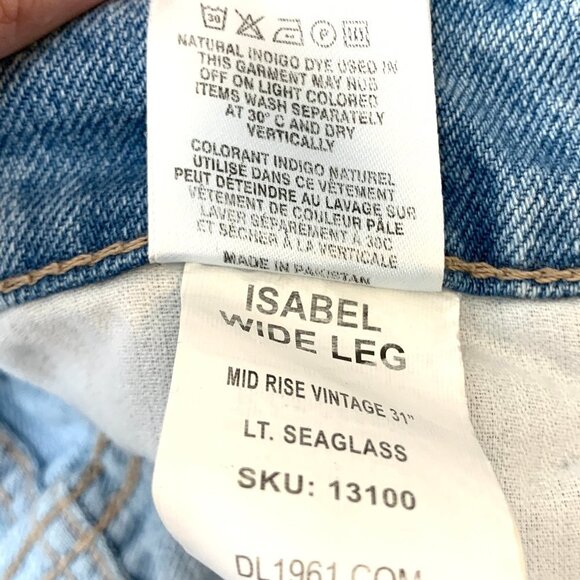 30 P
NATURAL INDIGO DYE USED IN
THIS GARMENT MAY RUB
OFF ON LIGHT COLORED
ITEMS WASH SEPARATELY
AT 30° C AND DRY
VERTICALLY
COLORANT INDIGO NATUREL
UTILISÉ DANS CE VÊTEMENT
PEUT DÉTEINDRE AU LAVAGE SUR
VÊTEMENT DE COULEUR PÂLE
LAVER SÉPAREMENT À 30C
ET SÉCHER À LA VERTICALE
MADE IN PAKISTAN
ISABEL
WIDE LEG
MID RISE VINTAGE 31"
LT. SEAGLASS
SKU: 13100
DL1961.COM